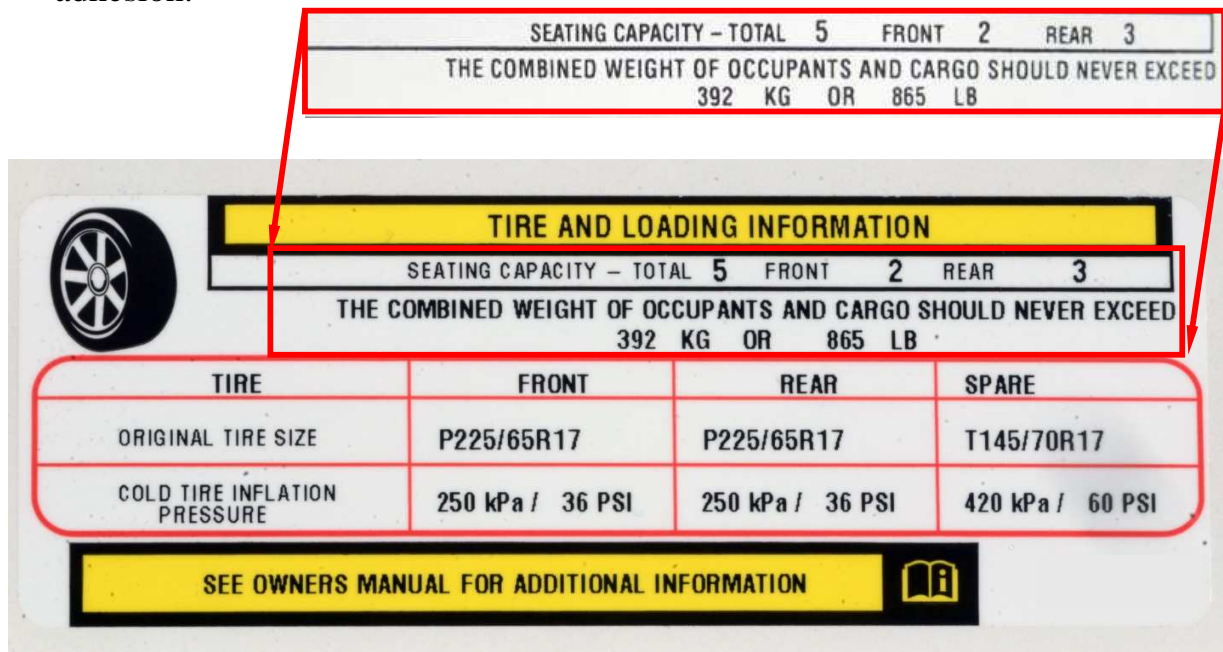 adhesion.
SEATING CAPACITY – TOTAL 5 FRONT 2 REAR 3
THE COMBINED WEIGHT OF OCCUPANTS AND CARGO SHOULD NEVER EXCEED
392 KG OR 865 LB
TIRE AND LOADING INFORMATION
SEATING CAPACITY – TOTAL 5 FRONT 2 REAR 3
THE COMBINED WEIGHT OF OCCUPANTS AND CARGO SHOULD NEVER EXCEED
392 KG OR 865 LB
TIRE FRONT REAR SPARE
ORIGINAL TIRE SIZE P225/65R17 P225/65R17 T145/70R17
COLD TIRE INFLATION PRESSURE 250 kPa / 36 PSI 250 kPa / 36 PSI 420 kPa / 60 PSI
SEE OWNERS MANUAL FOR ADDITIONAL INFORMATION